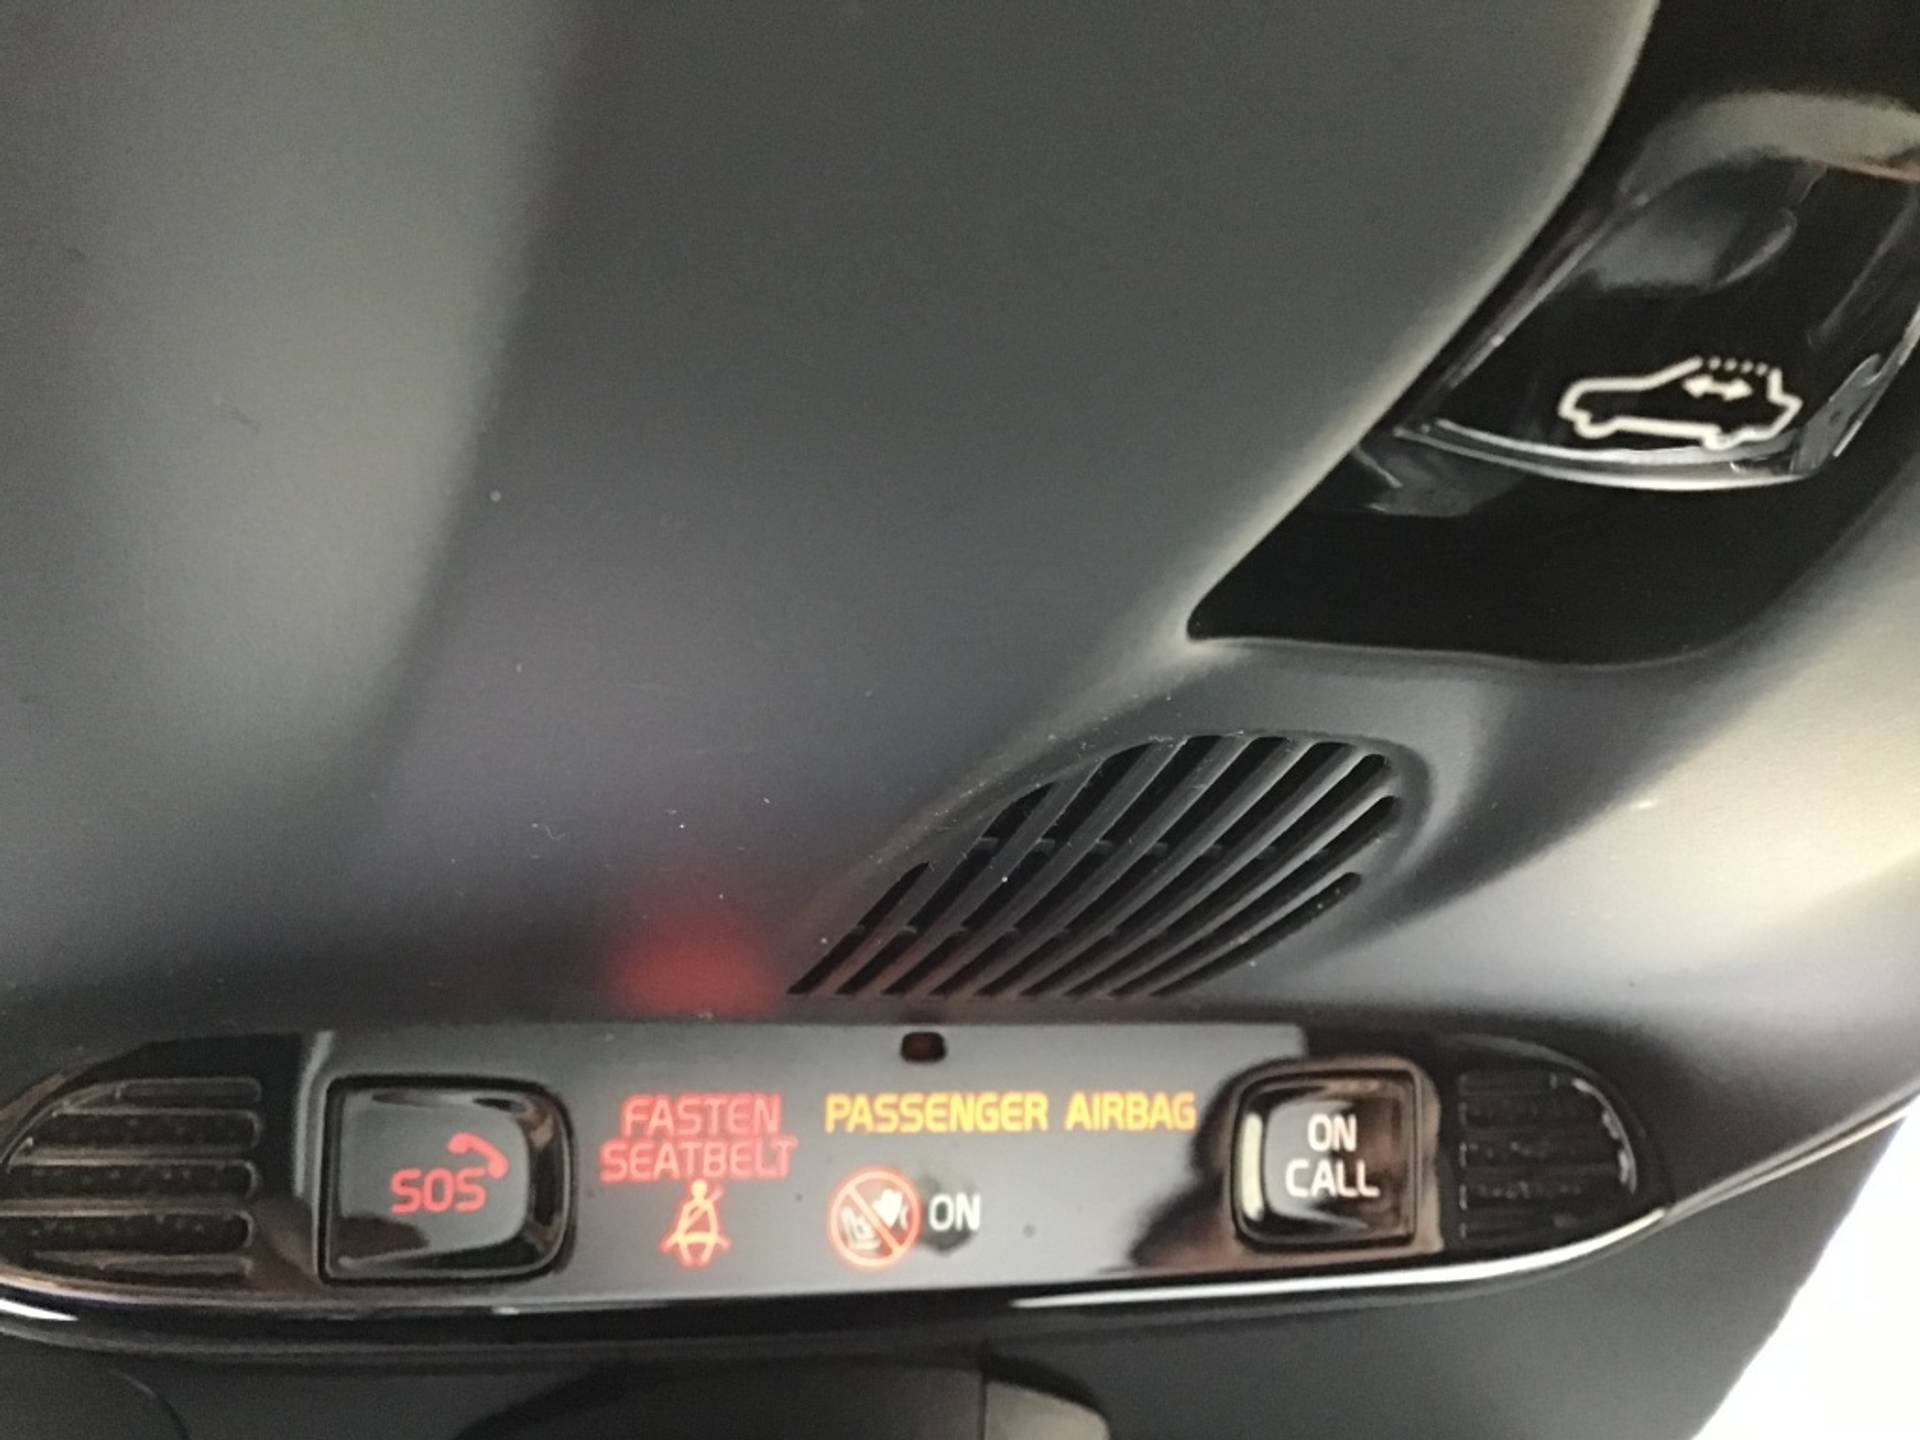 SOS
FASTEN
SEATBELT
PASSENGER AIRBAG
ON
ON
CALL